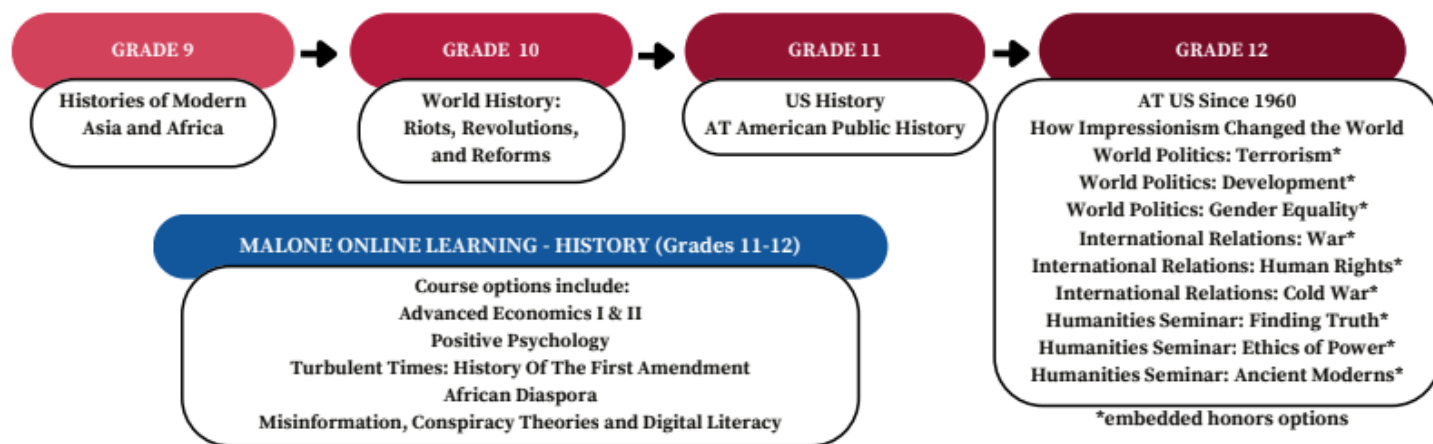 GRADE 9
Histories of Modern
Asia and Africa
GRADE 10
World History:
Riots, Revolutions,
and Reforms
GRADE 11
US History
AT American Public History
GRADE 12
AT US Since 1960
How Impressionism Changed the World
World Politics: Terrorism*
World Politics: Development*
World Politics: Gender Equality*
International Relations: War*
International Relations: Human Rights*
International Relations: Cold War*
Humanities Seminar: Finding Truth*
Humanities Seminar: Ethics of Power*
Humanities Seminar: Ancient Moderns*
*embedded honors options
MALONE ONLINE LEARNING - HISTORY (Grades 11-12)
Course options include:
Advanced Economics I & II
Positive Psychology
Turbulent Times: History Of The First Amendment
African Diaspora
Misinformation, Conspiracy Theories and Digital Literacy